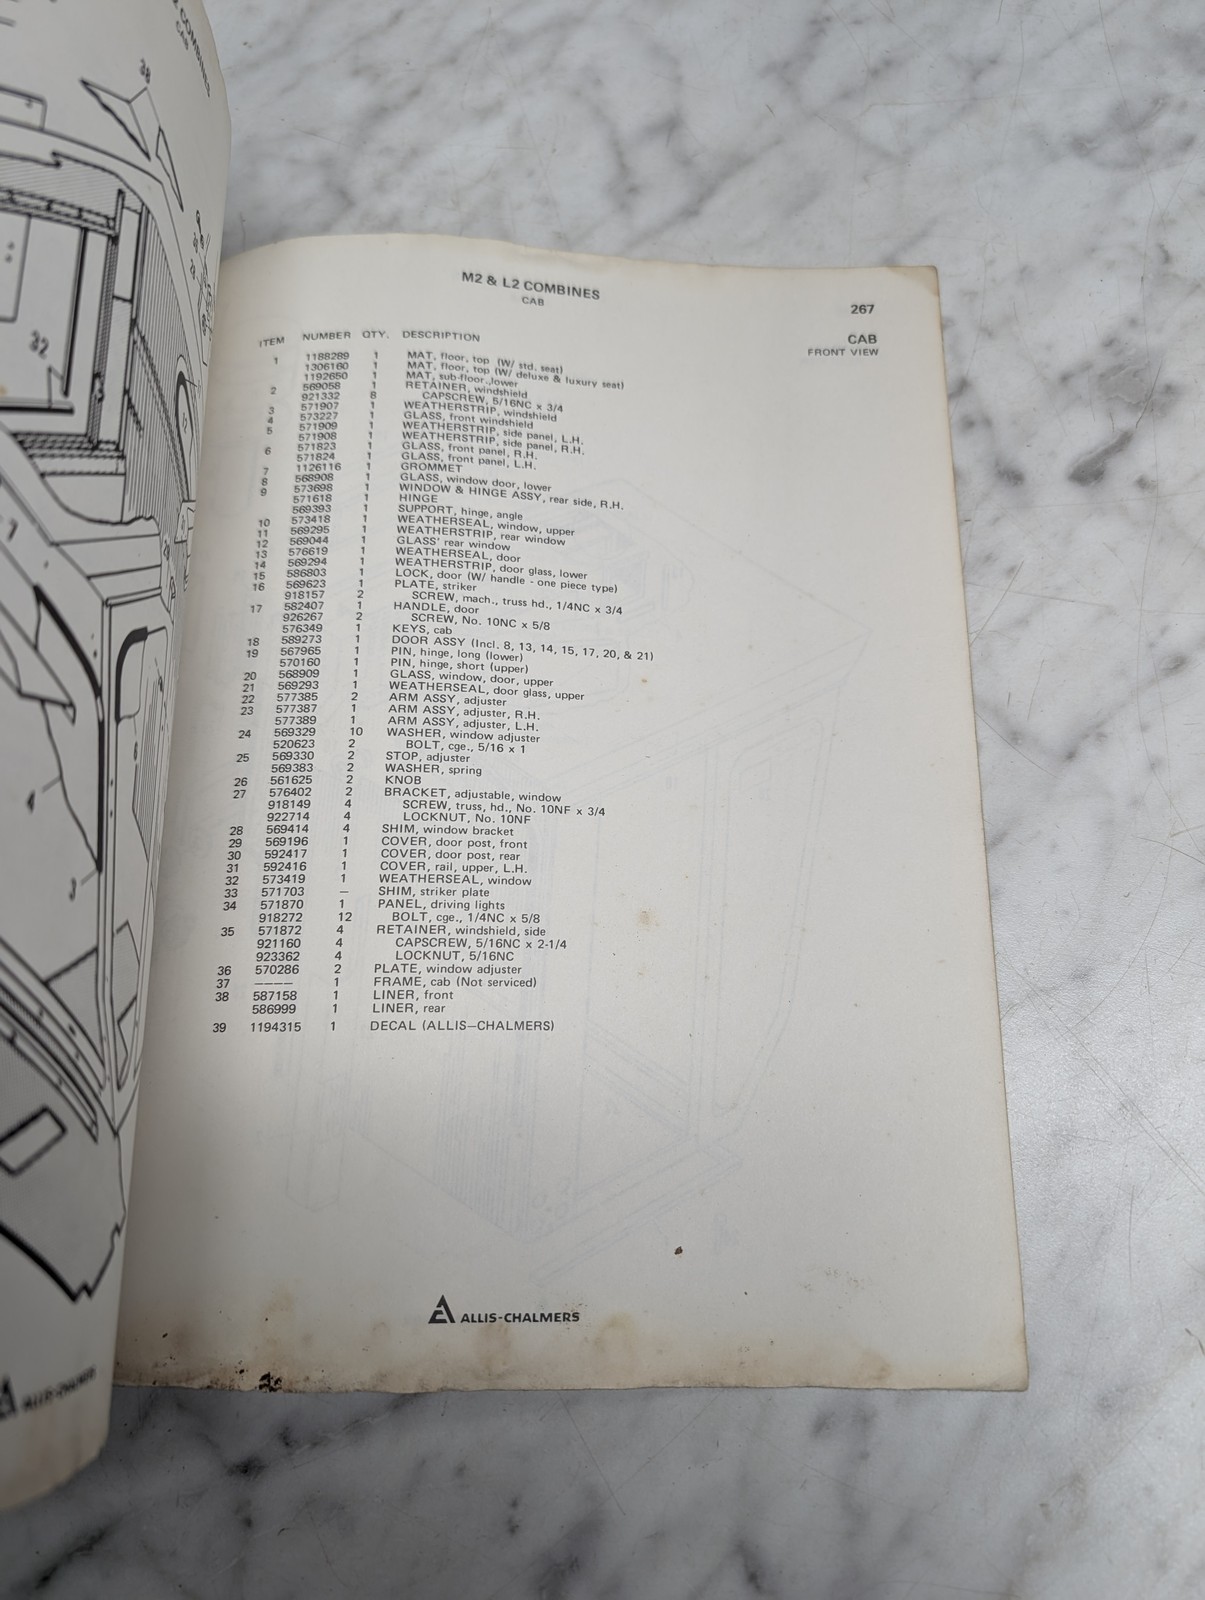 COMBINES
CAB
38
32
M2 & L2 COMBINES
CAB
267
CAB
FRONT VIEW
ITEM NUMBER QTY. DESCRIPTION
1 1188289 1 MAT, floor, top (W/ std. seat)
1306160 1 MAT, floor, top (W/ deluxe & luxury seat)
1192650 1 MAT, sub-floor., lower
2 569058 1 RETAINER, windshield
921332 8 CAPSCREW, 5/16NC x 3/4
3 571907 1 WEATHERSTRIP, windshield
4 573227 1 GLASS, front windshield
5 571909 1 WEATHERSTRIP, side panel, L.H.
571908 1 WEATHERSTRIP, side panel, R.H.
6 571823 1 GLASS, front panel, R.H.
571824 1 GLASS, front panel, L.H.
7 1126116 1 GROMMET
8 568908 1 GLASS, window door, lower
9 573698 1 WINDOW & HINGE ASSY, rear side, R.H.
571618 1 HINGE
569393 1 SUPPORT, hinge, angle
10 573418 1 WEATHERSEAL, window, upper
11 569295 1 WEATHERSTRIP, rear window
12 569044 1 GLASS' rear window
13 576619 1 WEATHERSEAL, door
14 569294 1 WEATHERSTRIP, door glass, lower
15 586803 1 LOCK, door (W/ handle - one piece type)
16 569623 1 PLATE, striker
918157 2 SCREW, mach., truss hd., 1/4NC x 3/4
17 582407 1 HANDLE, door
926267 2 SCREW, No. 10NC x 5/8
576349 1 KEYS, cab
18 589273 1 DOOR ASSY (Incl. 8, 13, 14, 15, 17, 20, & 21)
19 567965 1 PIN, hinge, long (lower)
570160 1 PIN, hinge, short (upper)
20 568909 1 GLASS, window, door, upper
21 569293 1 WEATHERSEAL, door glass, upper
22 577385 2 ARM ASSY, adjuster
23 577387 1 ARM ASSY, adjuster, R.H.
577389 1 ARM ASSY, adjuster, L.H.
24 569329 10 WASHER, window adjuster
520623 2 BOLT, cge., 5/16 x 1
25 569330 2 STOP, adjuster
569383 2 WASHER, spring
26 561625 2 KNOB
27 576402 2 BRACKET, adjustable, window
918149 4 SCREW, truss, hd., No. 10NF x 3/4
922714 4 LOCKNUT, No. 10NF
28 569414 4 SHIM, window bracket
29 569196 1 COVER, door post, front
30 592417 1 COVER, door post, rear
31 592416 1 COVER, rail, upper, L.H.
32 573419 1 WEATHERSEAL, window
33 571703 — SHIM, striker plate
34 571870 1 PANEL, driving lights
918272 12 BOLT, cge., 1/4NC x 5/8
35 571872 4 RETAINER, windshield, side
921160 4 CAPSCREW, 5/16NC x 2-1/4
923362 4 LOCKNUT, 5/16NC
36 570286 2 PLATE, window adjuster
37 ———— 1 FRAME, cab (Not serviced)
38 587158 1 LINER, front
586999 1 LINER, rear
39 1194315 1 DECAL (ALLIS—CHALMERS)
ALLIS-CHALMERS
6
4
3
ALLIS-CHALMERS